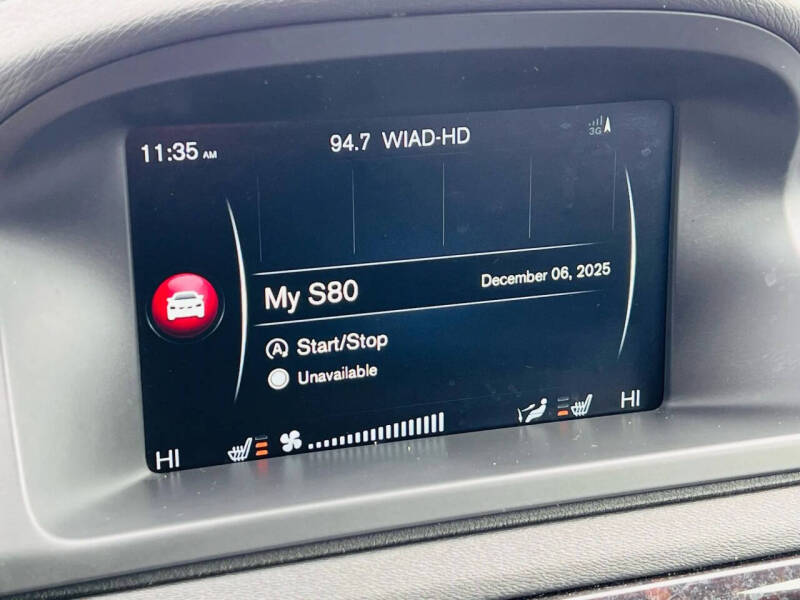 11:35 AM 94.7 WIAD-HD 3G
My S80 December 06, 2025
A Start/Stop
Unavailable
HI HI